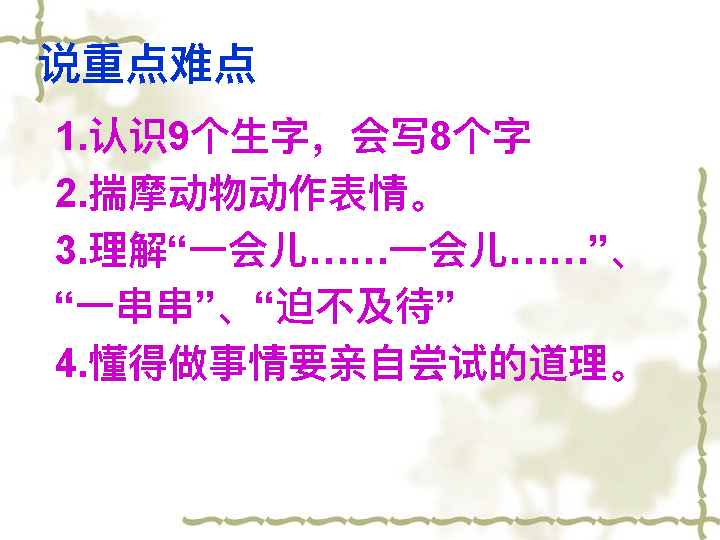 说重点难点
1.认识9个生字，会写8个字
2.揣摩动物动作表情。
3.理解“一会儿……一会儿……”、
“一串串”、“迫不及待”
4.懂得做事情要亲自尝试的道理。